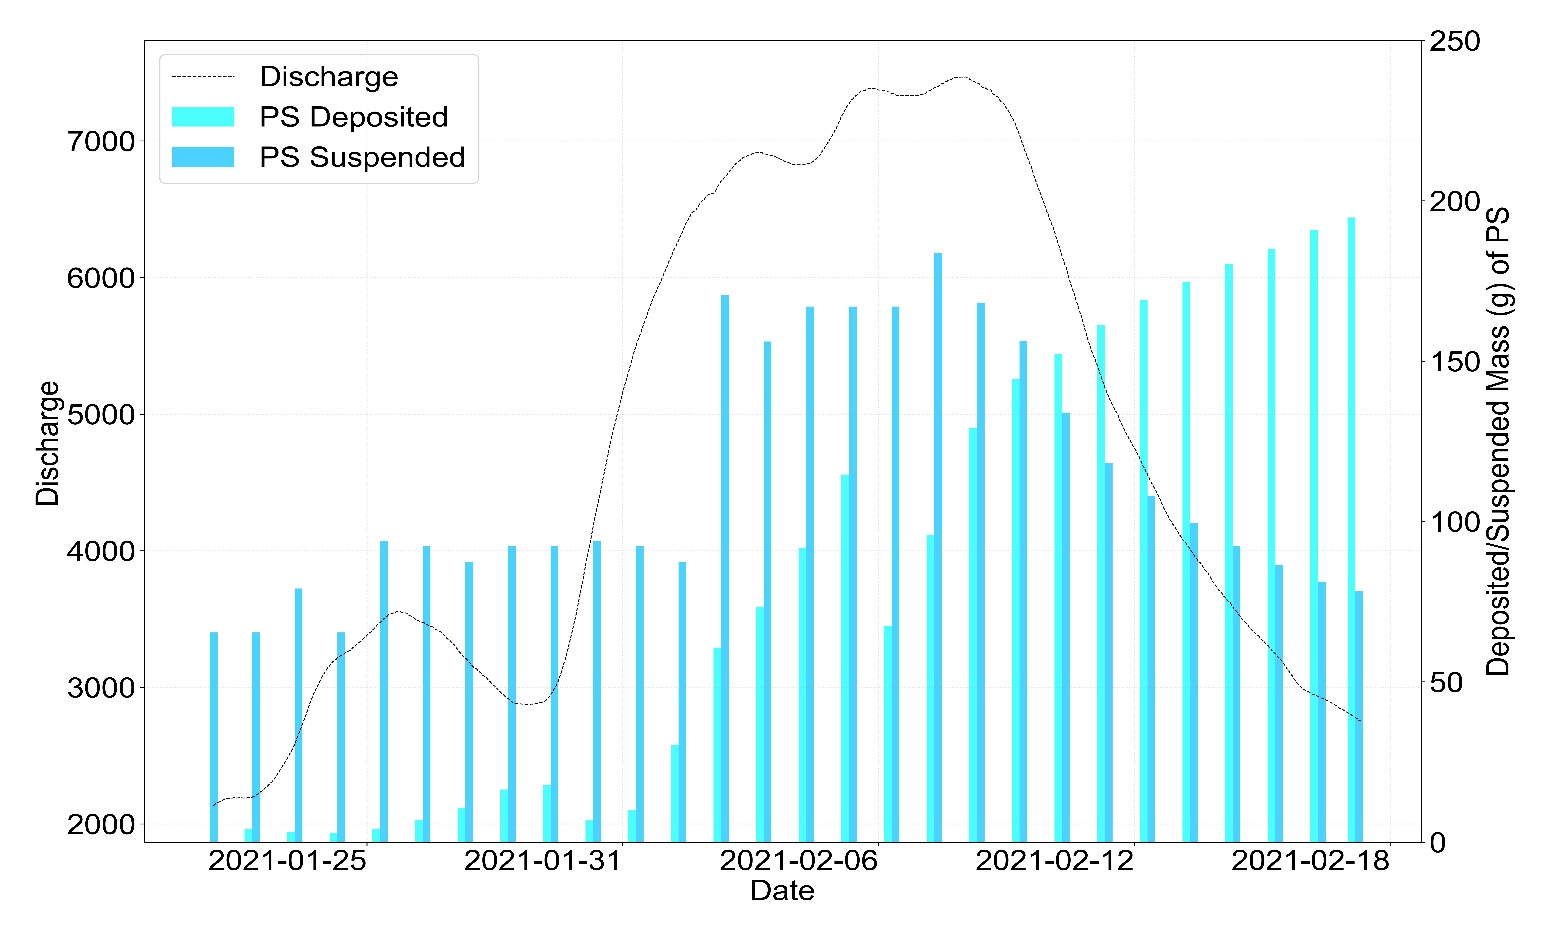 Discharge
PS Deposited
PS Suspended
7000
6000
5000
4000
3000
2000
Discharge
250
200
150
100
50
0
Deposited/Suspended Mass (g) of PS
2021-01-25 2021-01-31 2021-02-06 2021-02-12 2021-02-18
Date